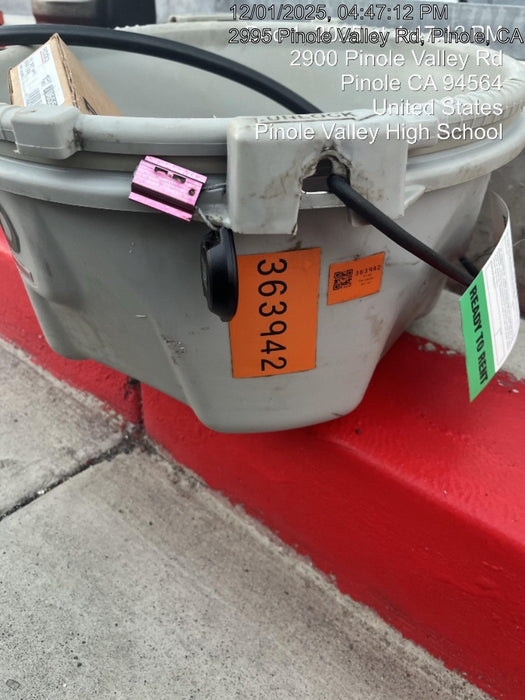 12/01/2025, 04:47:12 PM
2995 Pinole Valley Rd, Pinole, CA
2900 Pinole Valley Rd
Pinole CA 94564
United States
Pinole Valley High School
UNLOCK
363942
363942
READY TO RENT